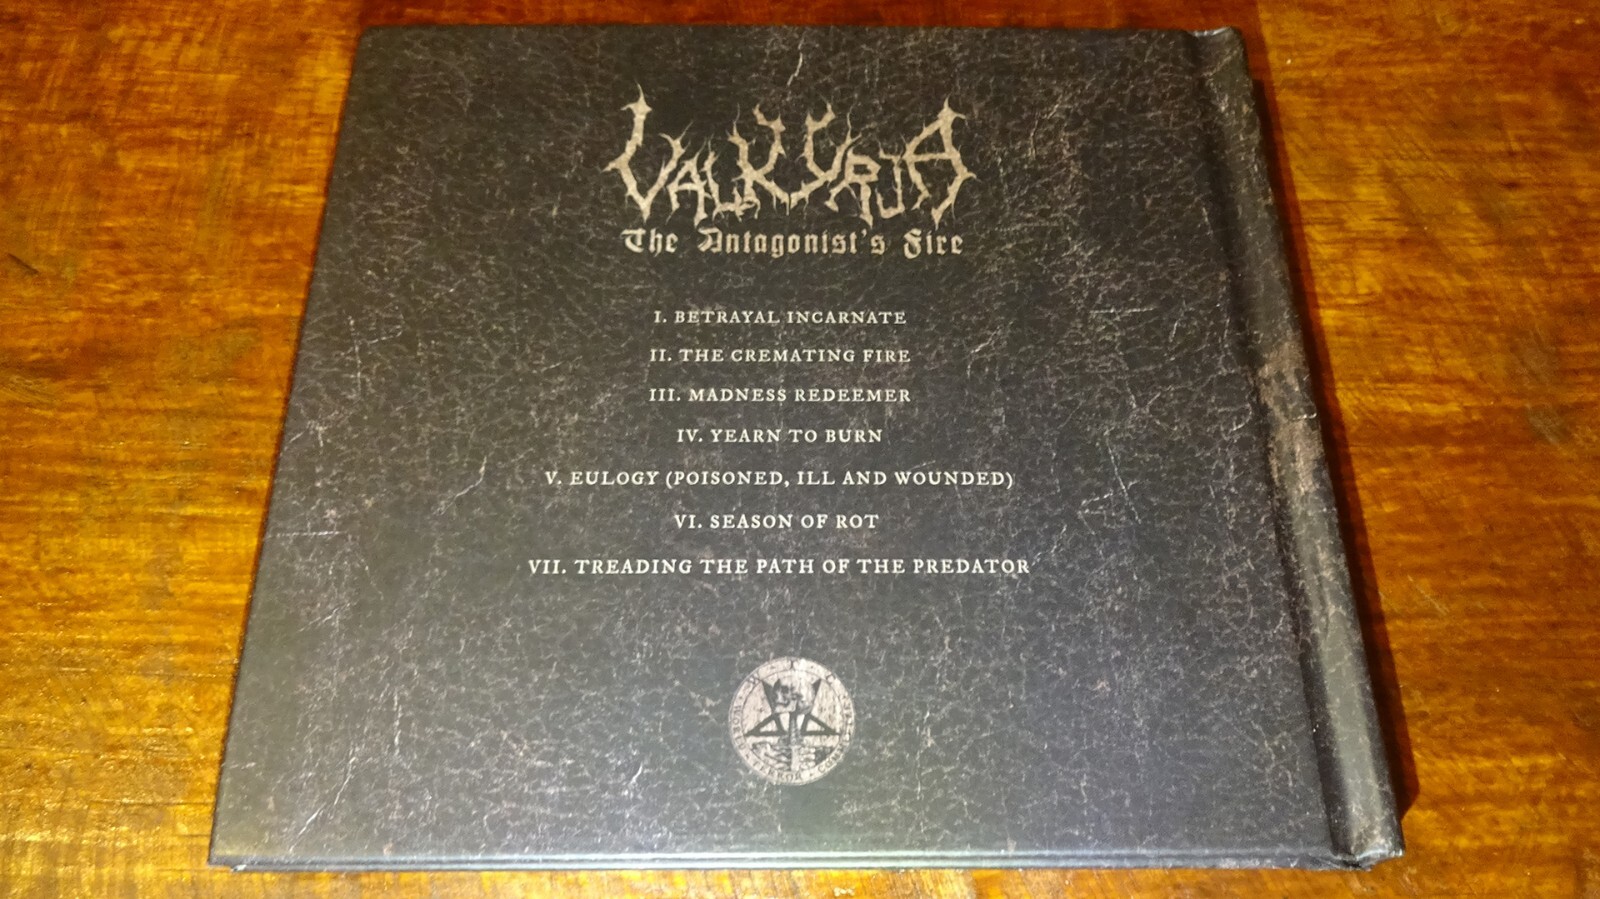 VALKYRJA
The Antagonist's Fire
I. BETRAYAL INCARNATE
II. THE CREMATING FIRE
III. MADNESS REDEEMER
IV. YEARN TO BURN
V. EULOGY (POISONED, ILL AND WOUNDED)
VI. SEASON OF ROT
VII. TREADING THE PATH OF THE PREDATOR
TERROR